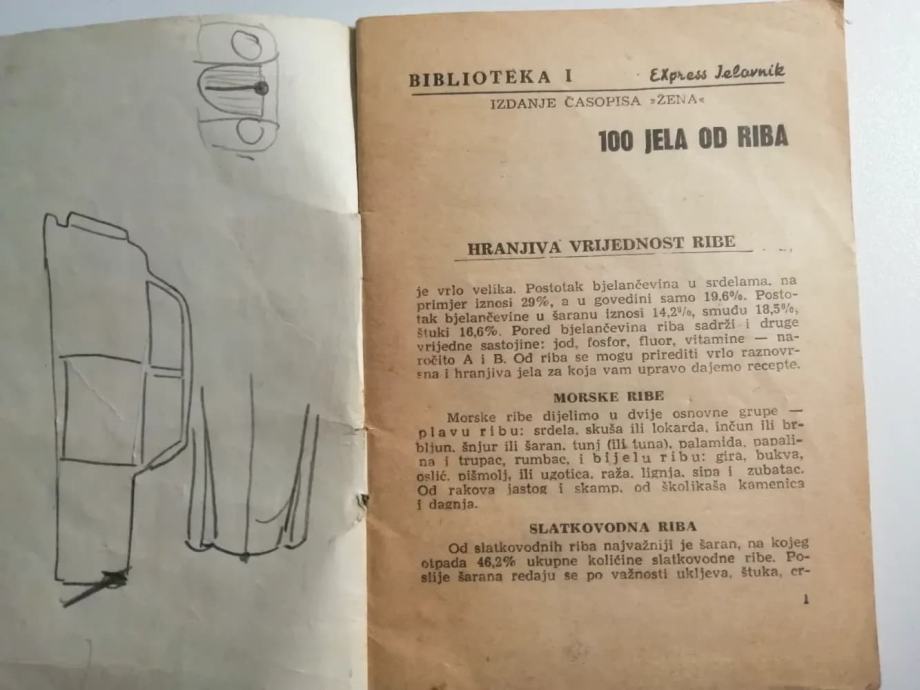 BIBLIOTEKA I Express Jelovnik
IZDANJE ČASOPISA »ŽENA«
100 JELA OD RIBA
HRANJIVA VRIJEDNOST RIBE
je vrlo velika. Postotak bjelančevina u srdelama, na
primjer iznosi 29%, a u govedini samo 19,6%. Posto-
tak bjelančevine u šaranu iznosi 14,2%, smuđu 18,5%,
štuki 16,6%. Pored bjelančevina riba sadrži i druge
vrijedne sastojine: jod, fosfor, fluor, vitamine — na-
ročito A i B. Od riba se mogu prirediti vrlo raznovr-
sna i hranjiva jela za koja vam upravo dajemo recepte.
MORSKE RIBE
Morske ribe dijelimo u dvije osnovne grupe —
plavu ribu: srdela, skuša ili lokarda, inčun ili br-
bljun, šnjur ili šaran, tunj (ili tuna), palamida, papali-
na i trupac, rumbac, i bijelu ribu: gira, bukva,
oslić, pišmolj, ili ugotica, raža, lignja, sipa i zubatac.
Od rakova jastog i škamp, od školjkaša kamenica
i dagnja.
SLATKOVODNA RIBA
Od slatkovodnih riba najvažniji je šaran, na kojeg
otpada 46,2% ukupne količine slatkovodne ribe. Po-
slije šarana redaju se po važnosti ukljeva, štuka, cr-
1